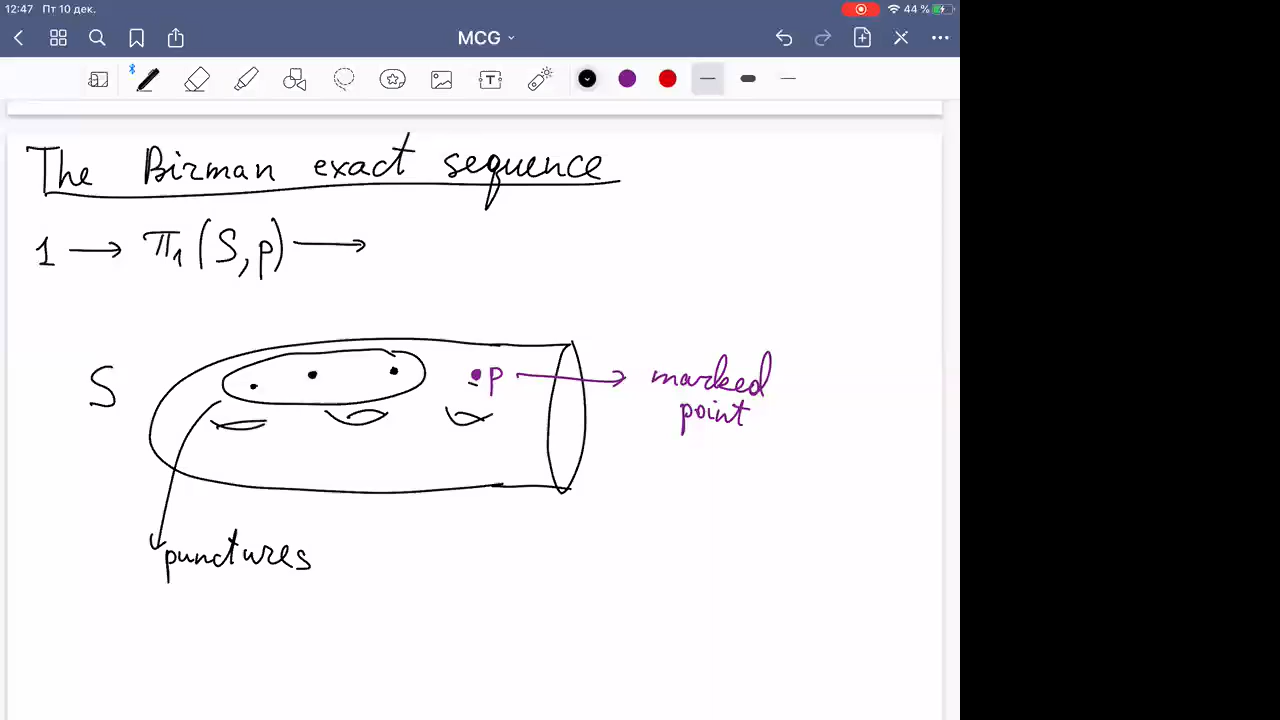 12:47 Пт 10 дек.
44 %
MCG
T
The Birman exact sequence
1 → π₁(S,p) →
S
p → marked
point
punctures